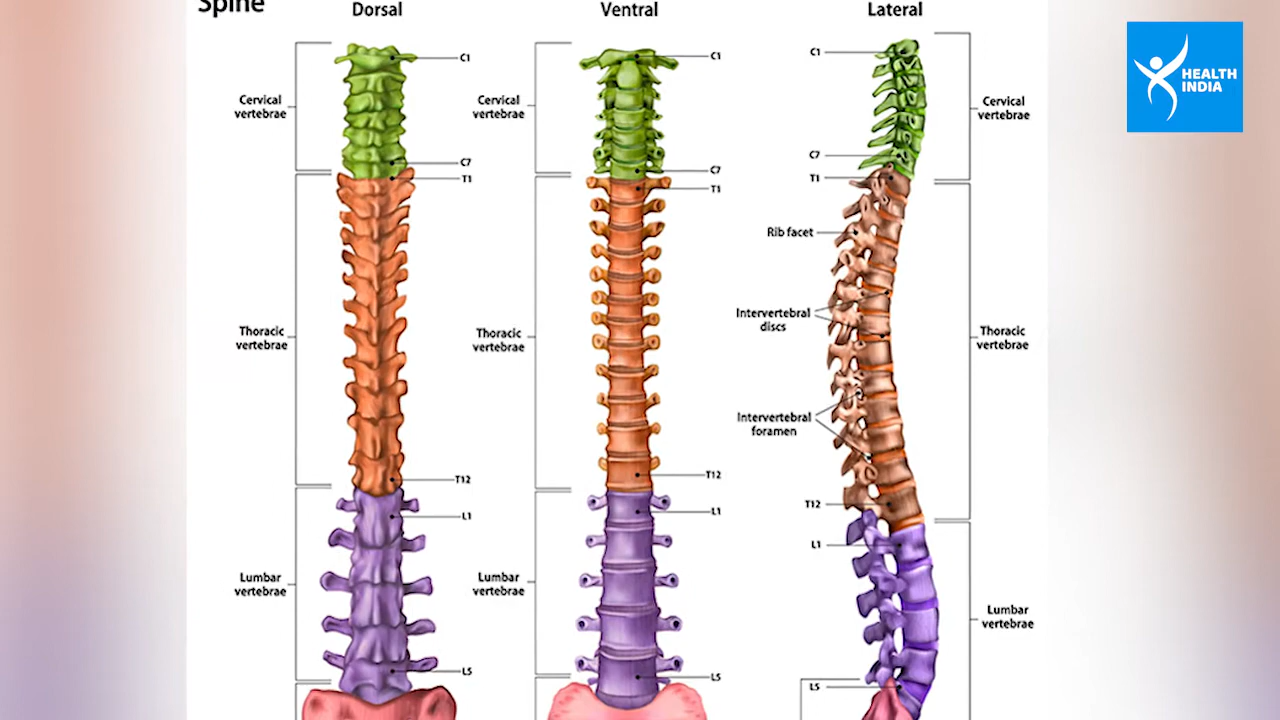 Spine
Dorsal
Ventral
Lateral
HEALTH
INDIA
Cervical
vertebrae
C1
C7
T1
Thoracic
vertebrae
T12
L1
Lumbar
vertebrae
L5
Cervical
vertebrae
C1
C7
T1
Thoracic
vertebrae
T12
L1
Lumbar
vertebrae
L5
C1
C7
T1
Rib facet
Intervertebral
discs
Intervertebral
foramen
T12
L1
L5
Cervical
vertebrae
Thoracic
vertebrae
Lumbar
vertebrae